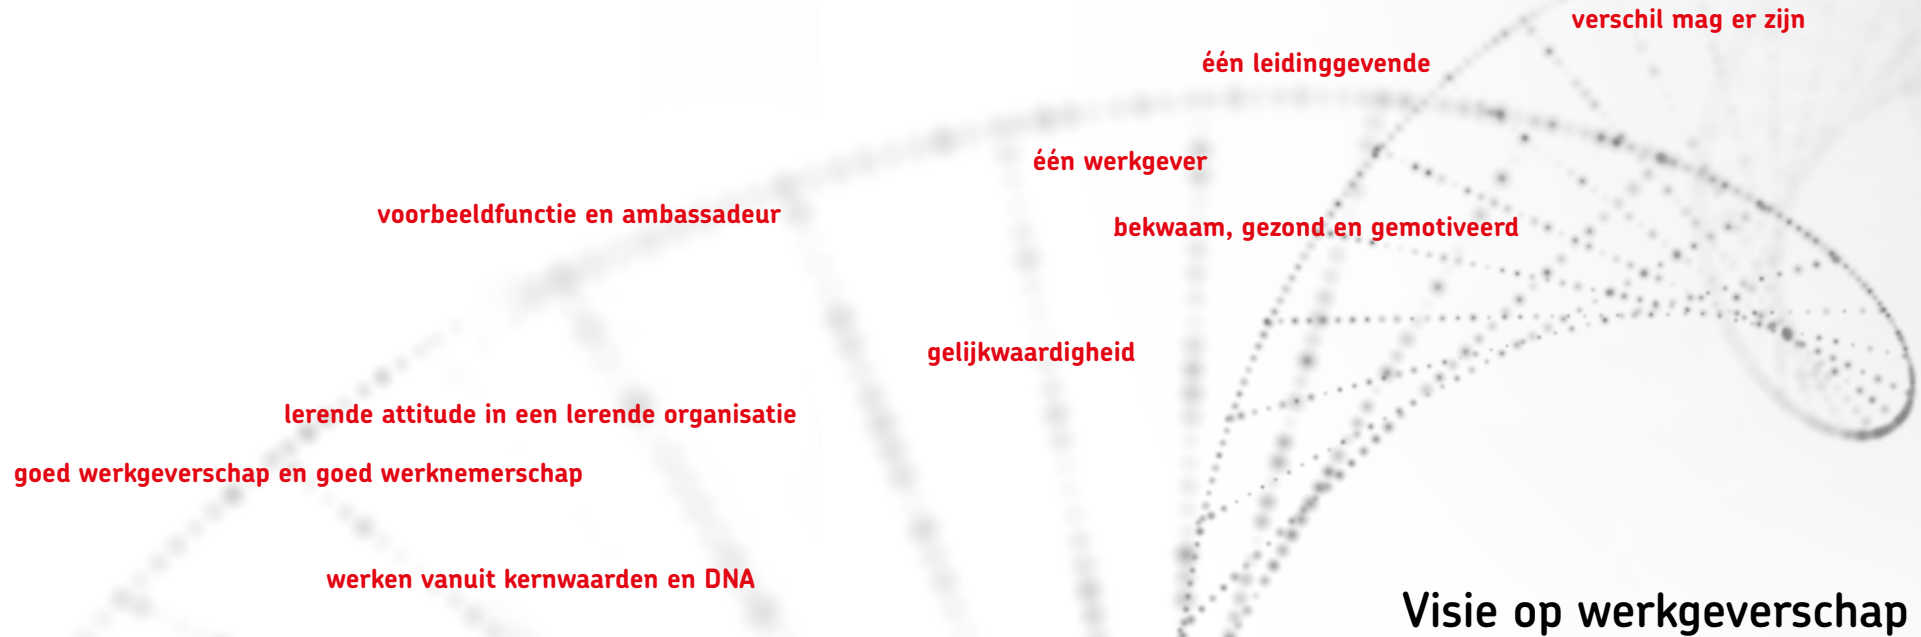 verschil mag er zijn
één leidinggevende
één werkgever
voorbeeldfunctie en ambassadeur
bekwaam, gezond en gemotiveerd
gelijkwaardigheid
lerende attitude in een lerende organisatie
goed werkgeverschap en goed werknemerschap
werken vanuit kernwaarden en DNA
Visie op werkgeverschap